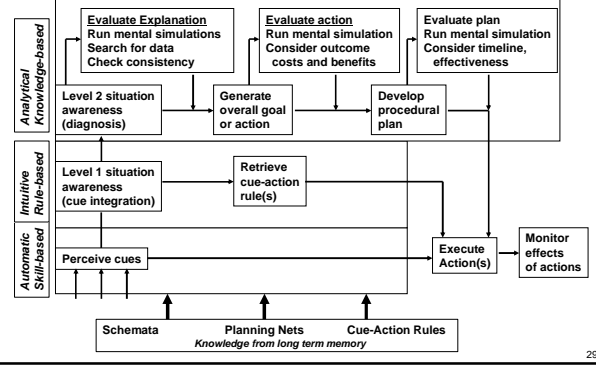 Analytical
Knowledge-based
Evaluate Explanation
Run mental simulations
Search for data
Check consistency
Evaluate action
Run mental simulation
Consider outcome
costs and benefits
Evaluate plan
Run mental simulation
Consider timeline,
effectiveness
Level 2 situation
awareness
(diagnosis)
Generate
overall goal
or action
Develop
procedural
plan
Intuitive
Rule-based
Level 1 situation
awareness
(cue integration)
Retrieve
cue-action
rule(s)
Automatic
Skill-based
Perceive cues
Execute
Action(s)
Monitor
effects
of actions
Schemata Planning Nets Cue-Action Rules
Knowledge from long term memory
29